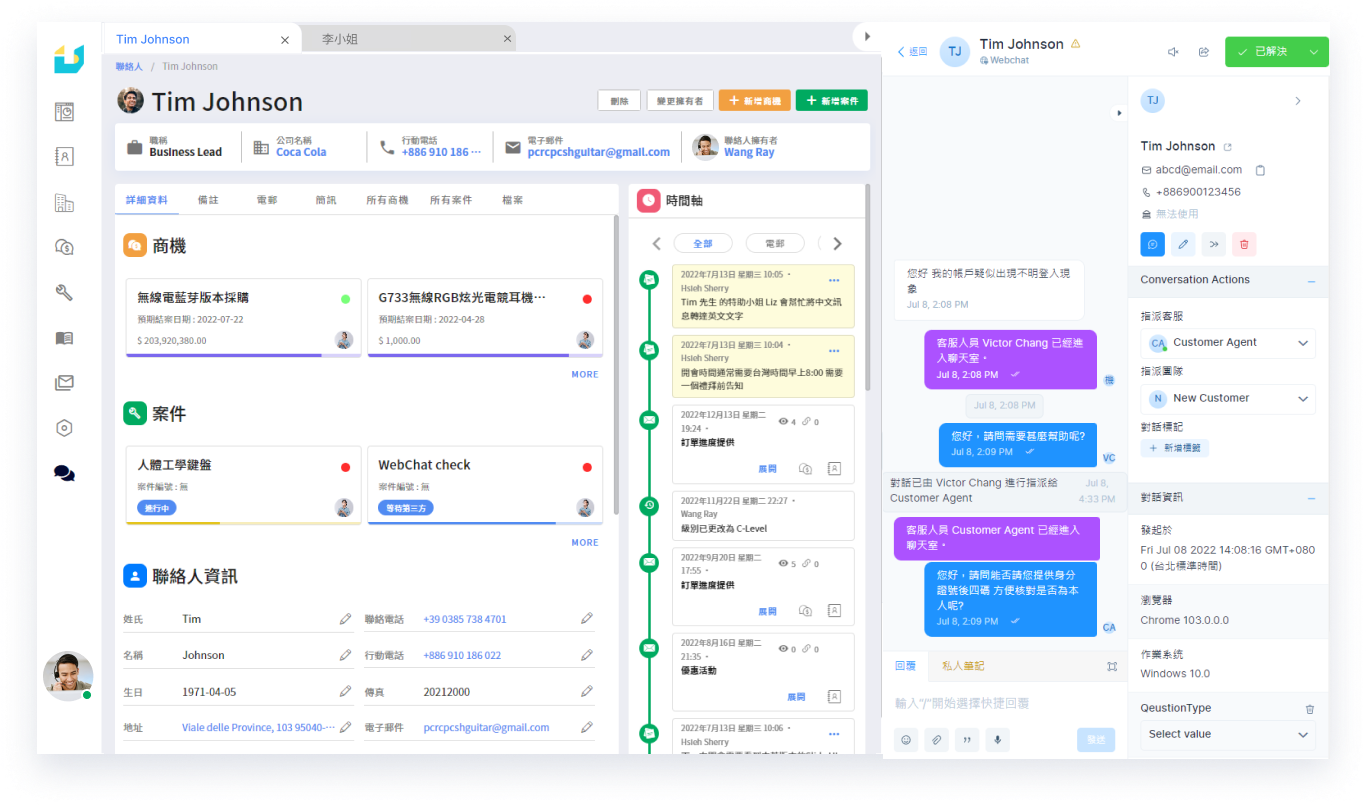 Tim Johnson
李小姐
聯絡人 / Tim Johnson
Tim Johnson
刪除
變更擁有者
+ 新增商機
+ 新增案件
職稱
Business Lead
公司名稱
Coca Cola
行動電話
+886 910 186 ···
電子郵件
pcrcpcshguitar@gmail.com
聯絡人擁有者
Wang Ray
詳細資料
備註
電郵
簡訊
所有商機
所有案件
檔案
商機
無線電藍芽版本採購
預期結案日期 : 2022-07-22
$ 203,920,380.00
G733無線RGB炫光電競耳機···
預期結案日期 : 2022-04-28
$ 1,000.00
MORE
案件
人體工學鍵盤
案件編號 : 無
進行中
WebChat check
案件編號 : 無
等待第三方
MORE
聯絡人資訊
姓氏 Tim
聯絡電話 +39 0385 738 4701
名稱 Johnson
行動電話 +886 910 186 022
生日 1971-04-05
傳真 20212000
地址 Viale delle Province, 103 95040-···
電子郵件 pcrcpcshguitar@gmail.com
時間軸
全部
電郵
2022年7月13日 星期三 10:05 •
Hsieh Sherry
Tim 先生 的特助小姐 Liz 會幫忙將中文訊
息轉達英文文字
2022年7月13日 星期三 10:04 •
Hsieh Sherry
開會時間通常需要台灣時間早上8:00 需要
一個禮拜前告知
2022年12月13日 星期二
19:24 •
4 0
訂單進度提供
展開
2022年11月22日 星期二 22:27 •
Wang Ray
級別已更改為 C-Level
2022年9月20日 星期二
17:55 •
5 0
訂單進度提供
展開
2022年8月16日 星期二
21:35 •
0 0
優惠活動
展開
2022年7月13日 星期三 10:06 •
Hsieh Sherry
返回
TJ
Tim Johnson
Webchat
已解決
您好 我的帳戶疑似出現不明登入現
象
Jul 8, 2:08 PM
客服人員 Victor Chang 已經進
入聊天室。
Jul 8, 2:08 PM
Jul 8, 2:08 PM
您好，請問需要甚麼幫助呢?
Jul 8, 2:09 PM
VC
對話已由 Victor Chang 進行指派給
Customer Agent
Jul 8,
4:33 PM
客服人員 Customer Agent 已經進入
聊天室。
您好，請問能否請您提供身分
證號後四碼 方便核對是否為本
人呢?
Jul 8, 2:09 PM
CA
回覆
私人筆記
輸入"/"開始選擇快捷回覆
發送
TJ
Tim Johnson
abcd@email.com
+886900123456
無法使用
Conversation Actions
指派客服
CA Customer Agent
指派團隊
N New Customer
對話標記
+ 新增標籤
對話資訊
發起於
Fri Jul 08 2022 14:08:16 GMT+080
0 (台北標準時間)
瀏覽器
Chrome 103.0.0.0
作業系統
Windows 10.0
QeustionType
Select value